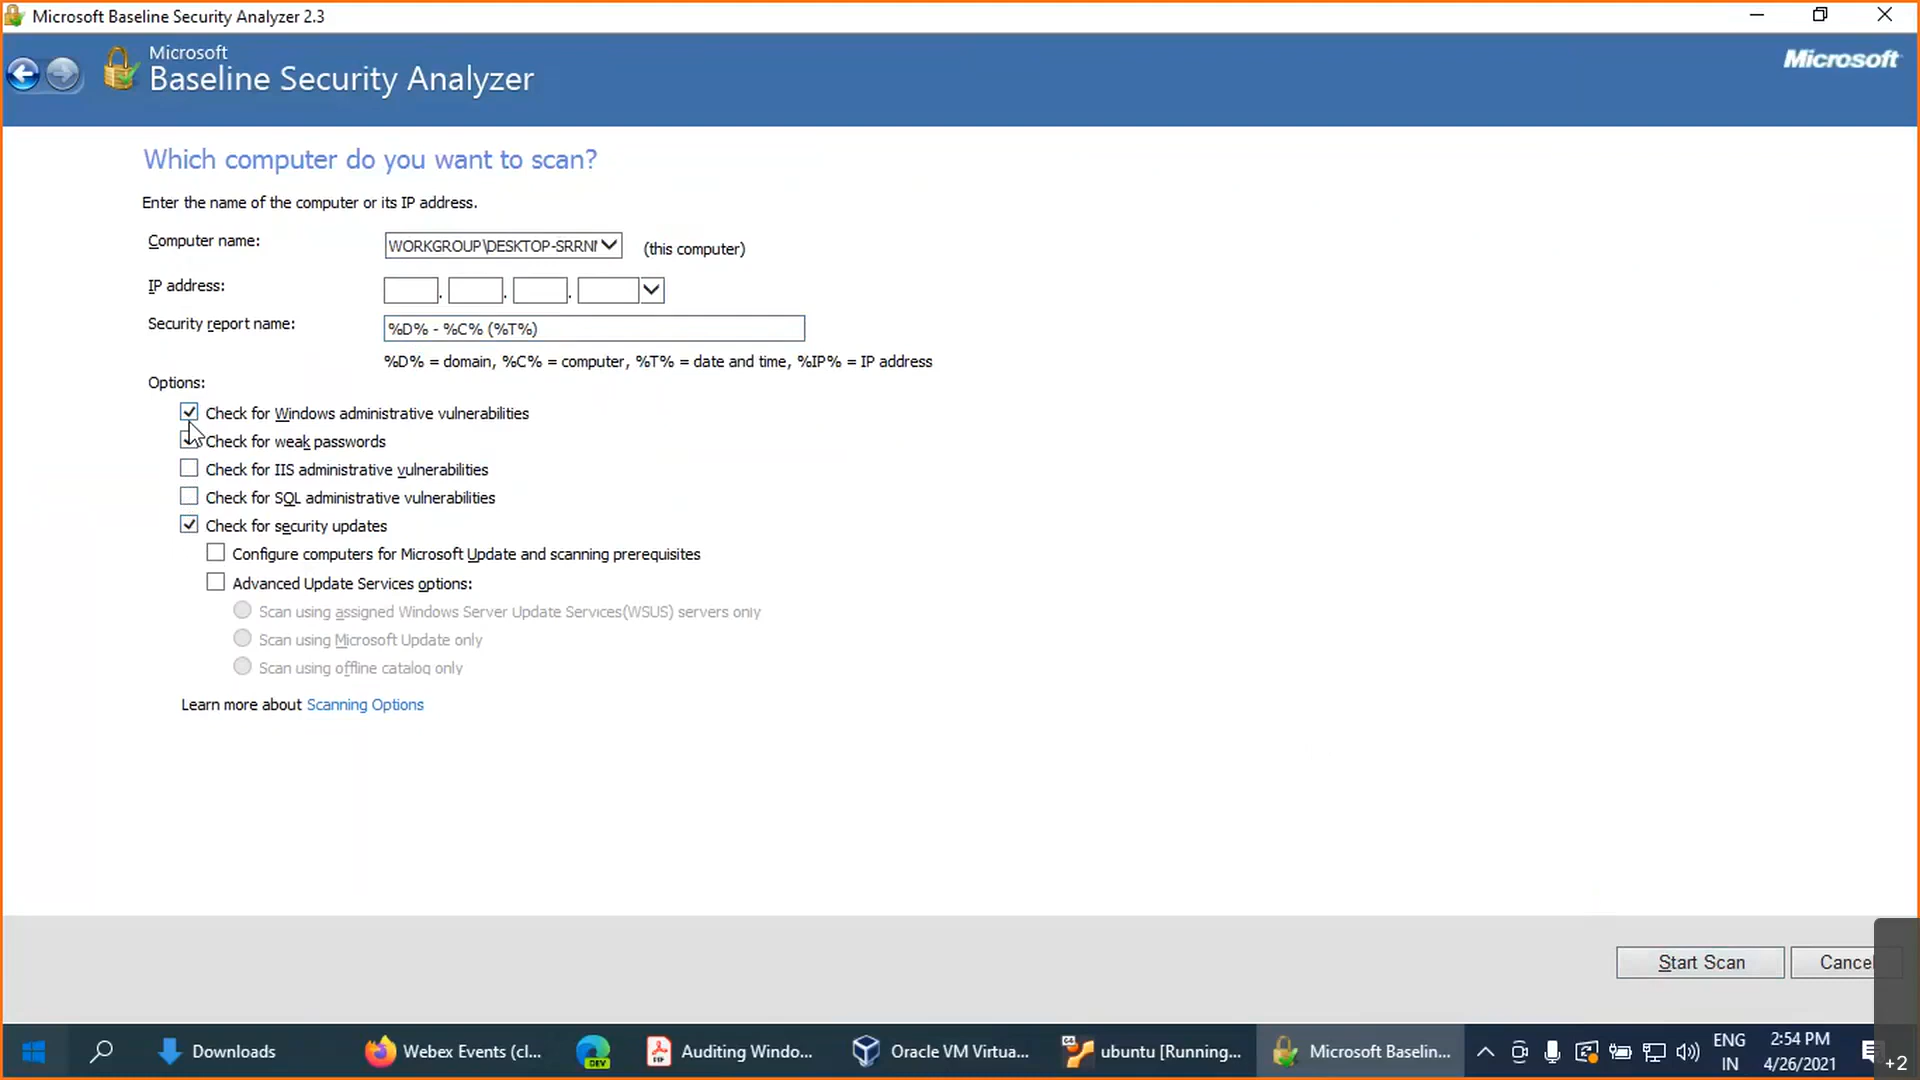 Microsoft Baseline Security Analyzer 2.3
Microsoft
Baseline Security Analyzer
Microsoft
Which computer do you want to scan?
Enter the name of the computer or its IP address.
Computer name:
WORKGROUP\DESKTOP-SRRN
(this computer)
IP address:
. . .
Security report name:
%D% - %C% (%T%)
%D% = domain, %C% = computer, %T% = date and time, %IP% = IP address
Options:
Check for Windows administrative vulnerabilities
Check for weak passwords
Check for IIS administrative vulnerabilities
Check for SQL administrative vulnerabilities
Check for security updates
Configure computers for Microsoft Update and scanning prerequisites
Advanced Update Services options:
Scan using assigned Windows Server Update Services(WSUS) servers only
Scan using Microsoft Update only
Scan using offline catalog only
Learn more about Scanning Options
Start Scan
Cancel
Downloads
Webex Events (cl...
DEV
Auditing Windo...
Oracle VM Virtua...
64
ubuntu [Running...
Microsoft Baselin...
ENG
IN
2:54 PM
4/26/2021
+2